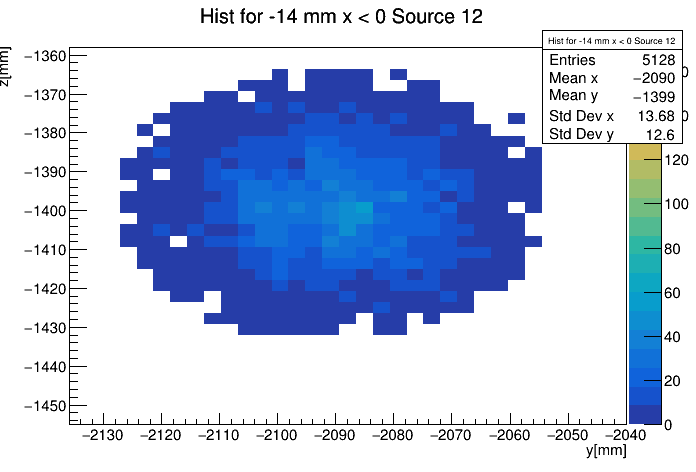 Hist for -14 mm x < 0 Source 12
z[mm]
Hist for -14 mm x < 0 Source 12
Entries 5128
Mean x −2090
Mean y −1399
Std Dev x 13.68
Std Dev y 12.6
−1360
−1370
−1380
−1390
−1400
−1410
−1420
−1430
−1440
−1450
120
100
80
60
40
20
0
−2130 −2120 −2110 −2100 −2090 −2080 −2070 −2060 −2050 −2040
y[mm]